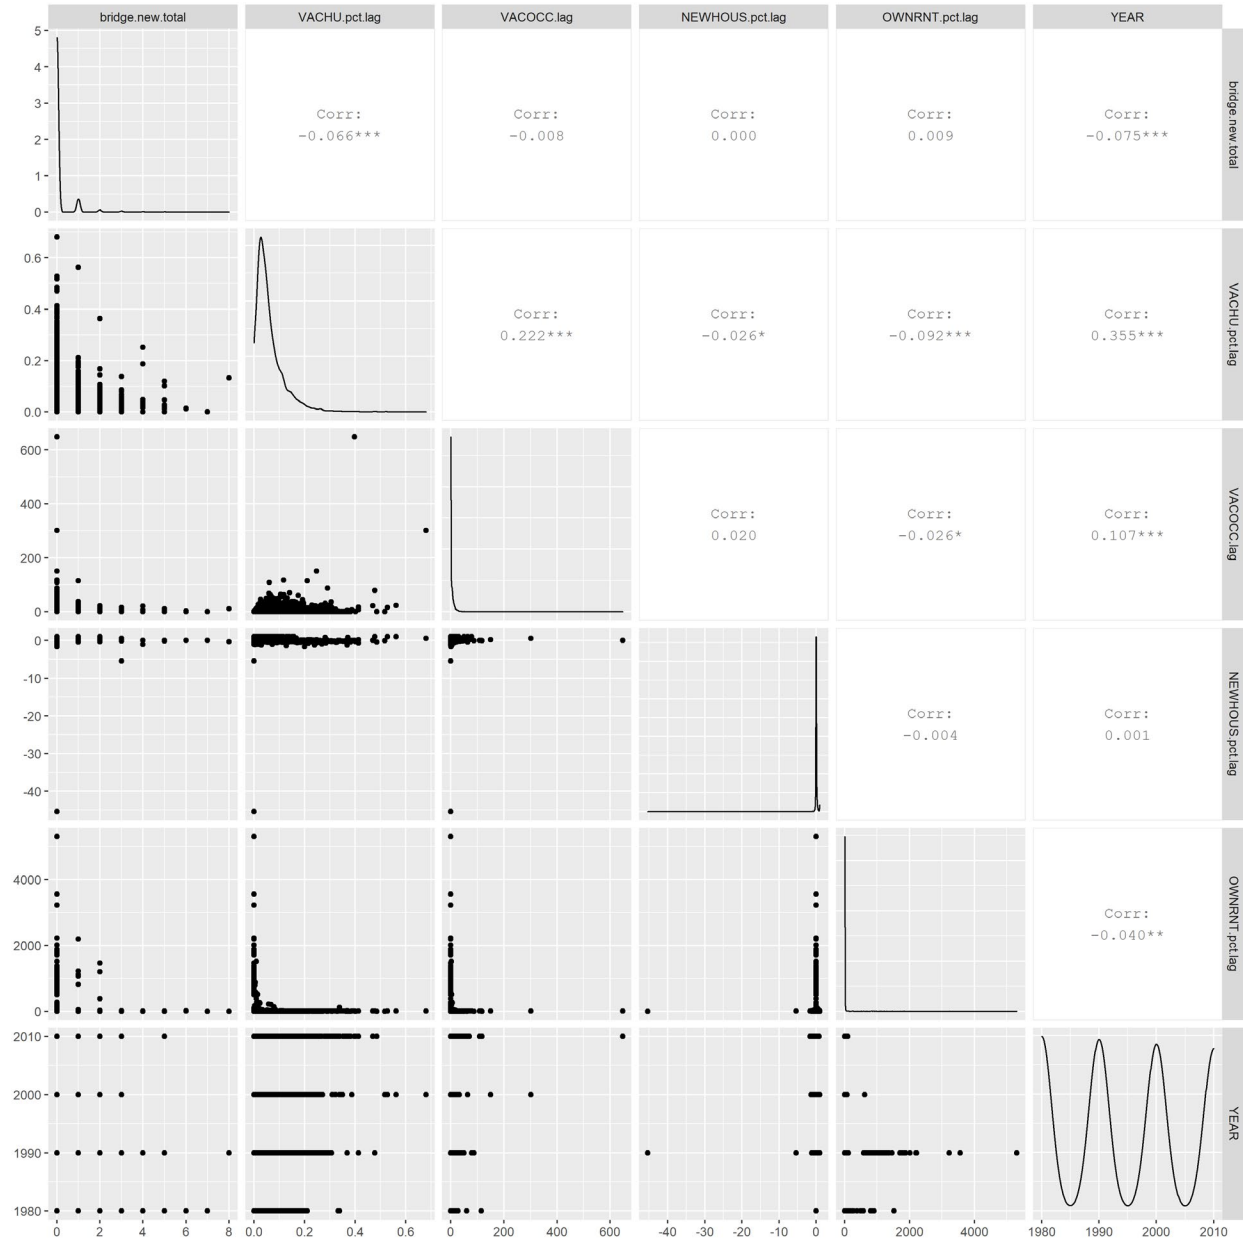 bridge.new.total VACHU.pct.lag VACOCC.lag NEWHOUS.pct.lag OWNRNT.pct.lag YEAR
5
4
3
2
1
0
Corr:
-0.066***
Corr:
-0.008
Corr:
0.000
Corr:
0.009
Corr:
-0.075***
bridge.new.total
0.6
0.4
0.2
0.0
Corr:
0.222***
Corr:
-0.026*
Corr:
-0.092***
Corr:
0.355***
VACHU.pct.lag
600
400
200
0
Corr:
0.020
Corr:
-0.026*
Corr:
0.107***
VACOCC.lag
0
-10
-20
-30
-40
Corr:
-0.004
Corr:
0.001
NEWHOUS.pct.lag
4000
2000
0
Corr:
-0.040**
OWNRNT.pct.lag
2010
2000
1990
1980
YEAR
0 2 4 6 8 0.0 0.2 0.4 0.6 0 200 400 600 -40 -30 -20 -10 0 0 2000 4000 1980 1990 2000 2010